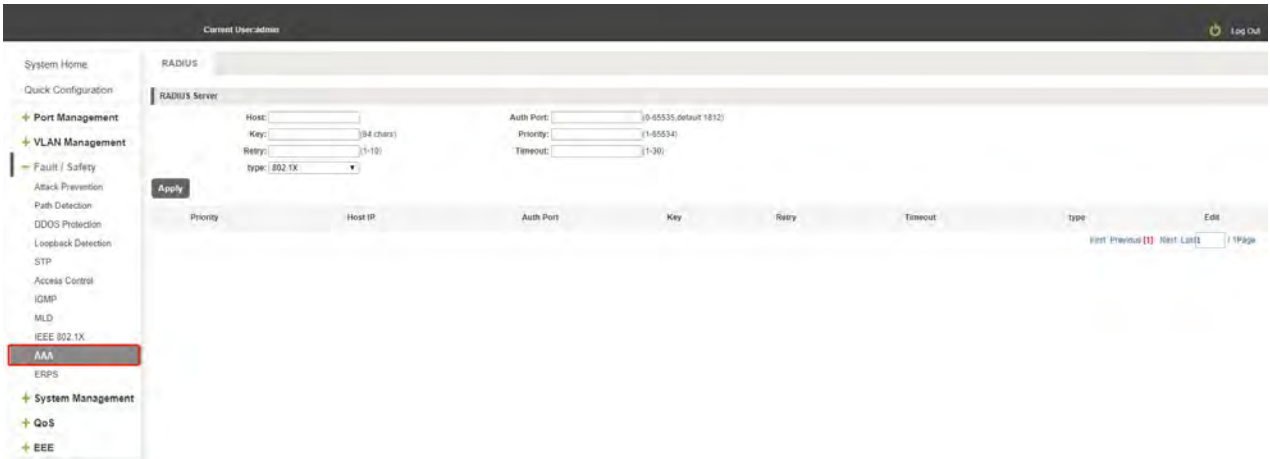 Current User:admin
Log Out
System Home
Quick Configuration
+ Port Management
+ VLAN Management
− Fault / Safety
Attack Prevention
Path Detection
DDOS Protection
Loopback Detection
STP
Access Control
IGMP
MLD
IEEE 802.1X
AAA
ERPS
+ System Management
+ QoS
+ EEE
RADIUS
RADIUS Server
Host: Auth Port: (0-65535,default 1812)
Key: (64 chars) Priority: (1-65534)
Retry: (1-10) Timeout: (1-30)
type: 802.1X
Apply
Priority Host IP Auth Port Key Retry Timeout type Edit
First Previous [1] Next Last 1 / 1Page